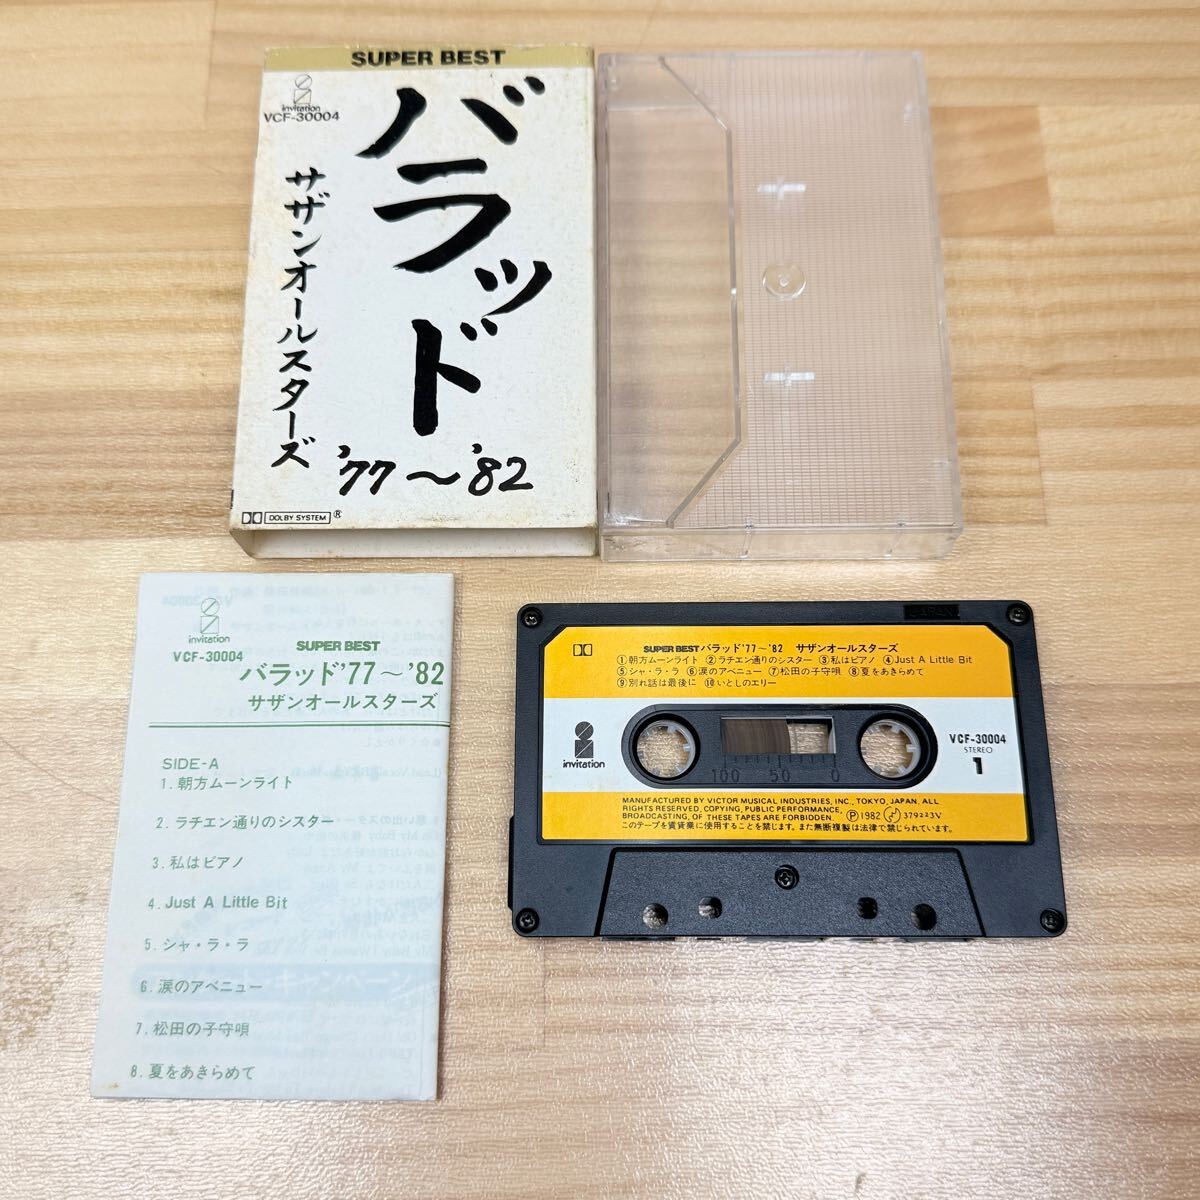 SUPER BEST
invitation
VCF-30004
バラッド
'77～'82
サザンオールスターズ
DOLBY SYSTEM ®
invitation
VCF-30004
SUPER BEST
バラッド'77～'82
サザンオールスターズ
SIDE-A
1. 朝方ムーンライト
2. ラチエン通りのシスター
3. 私はピアノ
4. Just A Little Bit
5. シャ・ラ・ラ
6. 涙のアベニュー
7. 松田の子守唄
8. 夏をあきらめて
SUPER BEST バラッド'77～'82 サザンオールスターズ
①朝方ムーンライト ②ラチエン通りのシスター ③私はピアノ ④Just A Little Bit
⑤シャ・ラ・ラ ⑥涙のアベニュー ⑦松田の子守唄 ⑧夏をあきらめて
⑨別れ話は最後に ⑩いとしのエリー
invitation
100 50 0
VCF-30004
STEREO
1
MANUFACTURED BY VICTOR MUSICAL INDUSTRIES, INC., TOKYO, JAPAN. ALL
RIGHTS RESERVED, COPYING, PUBLIC PERFORMANCE,
BROADCASTING, OF THESE TAPES ARE FORBIDDEN. Ⓟ1982 379223V
このテープを賃貸業に使用することを禁じます。また無断複製は法律で禁じられています。